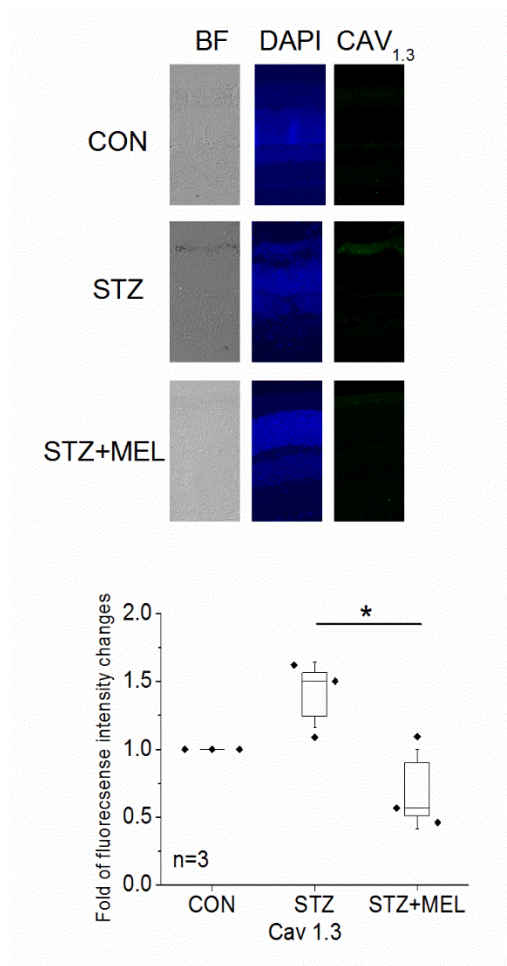 BF DAPI CAV1.3
CON
STZ
STZ+MEL
Fold of fluorecsense intensity changes
2.0
*
1.5
1.0
0.5
n=3
0.0
CON STZ STZ+MEL
Cav 1.3